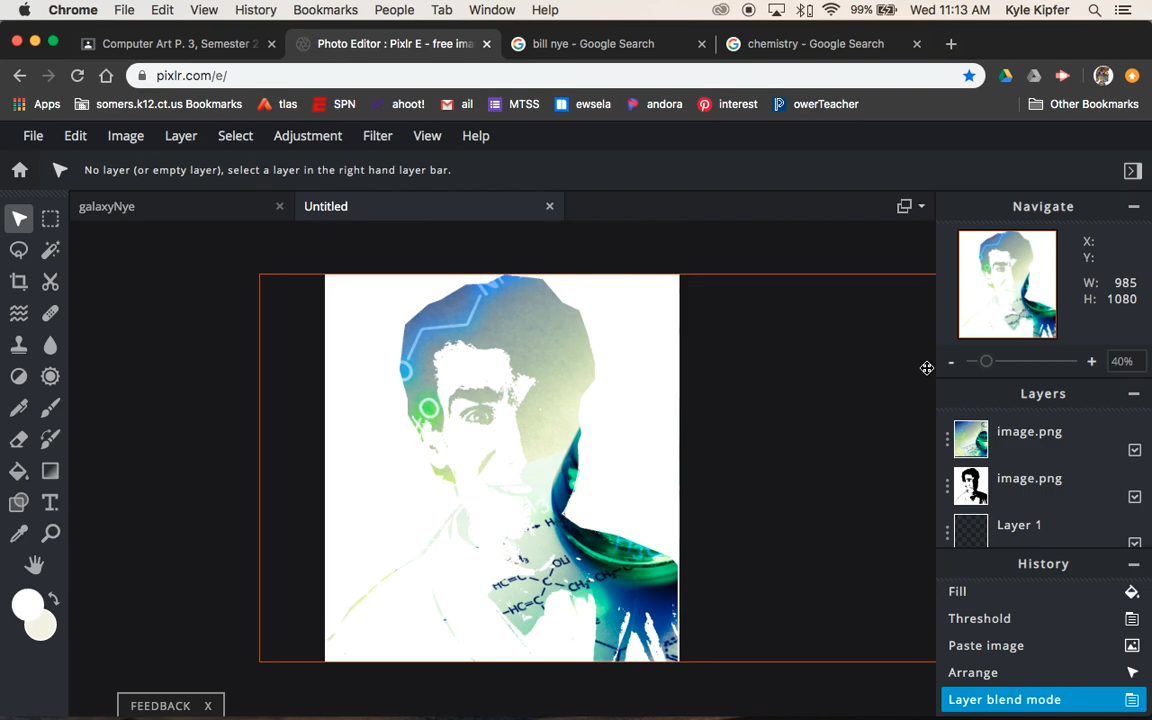 Chrome File Edit View History Bookmarks People Tab Window Help 99% Wed 11:13 AM Kyle Kipfer
Computer Art P. 3, Semester 2 Photo Editor : Pixlr E - free ima bill nye - Google Search chemistry - Google Search
pixlr.com/e/
Apps somers.k12.ct.us Bookmarks tlas SPN ahoot! ail MTSS ewsela andora interest owerTeacher Other Bookmarks
File Edit Image Layer Select Adjustment Filter View Help
No layer (or empty layer), select a layer in the right hand layer bar.
galaxyNye Untitled Navigate
X:
Y:
W: 985
H: 1080
40%
Layers
image.png
image.png
Layer 1
History
Fill
Threshold
Paste image
Arrange
Layer blend mode
FEEDBACK X